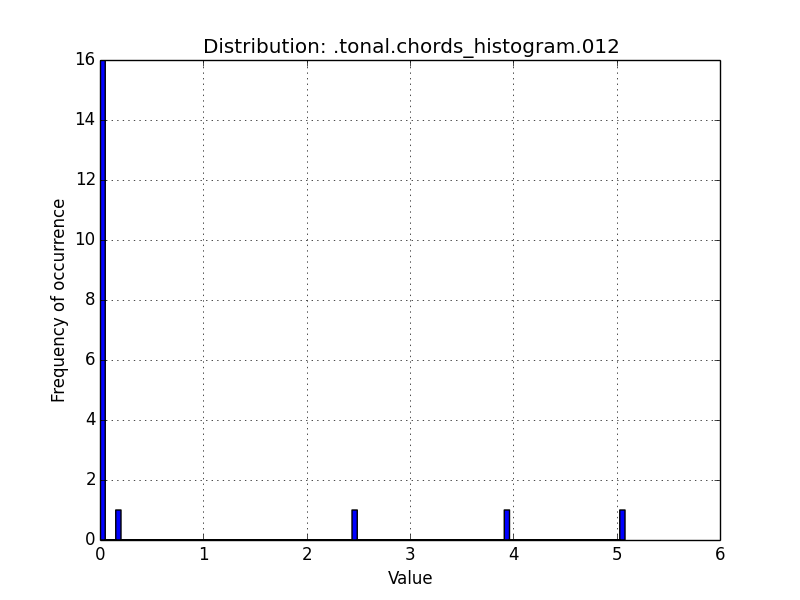 Distribution: .tonal.chords_histogram.012
16
14
12
10
8
6
4
2
0
Frequency of occurrence
0 1 2 3 4 5 6
Value